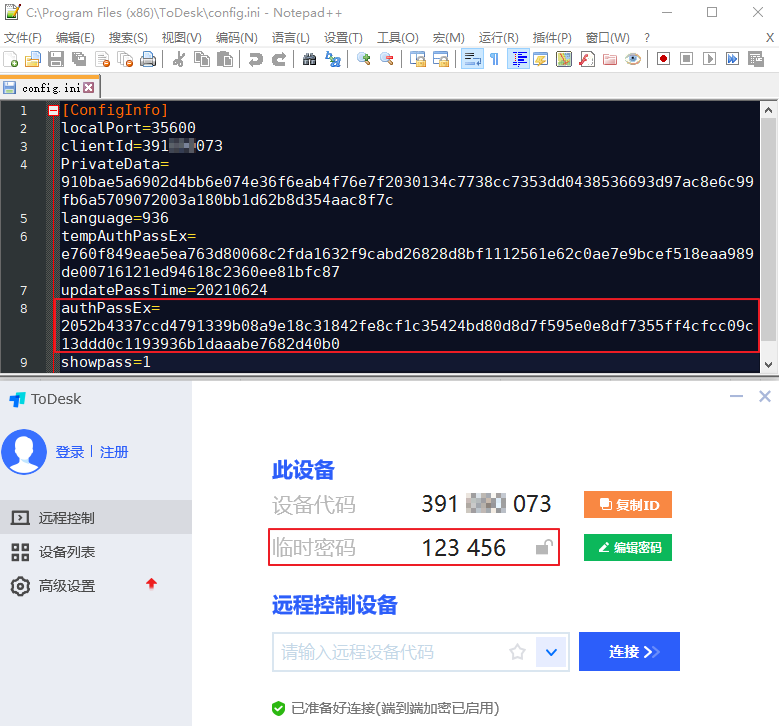 C:\Program Files (x86)\ToDesk\config.ini - Notepad++
文件(F) 编辑(E) 搜索(S) 视图(V) 编码(N) 语言(L) 设置(T) 工具(O) 宏(M) 运行(R) 插件(P) 窗口(W) ? X
config.ini
1 [ConfigInfo]
2 localPort=35600
3 clientId=391 073
4 PrivateData=
910bae5a6902d4bb6e074e36f6eab4f76e7f2030134c7738cc7353dd0438536693d97ac8e6c99
fb6a5709072003a180bb1d62b8d354aac8f7c
5 language=936
6 tempAuthPassEx=
e760f849eae5ea763d80068c2fda1632f9cabd26828d8bf1112561e62c0ae7e9bcef518eaa989
de00716121ed94618c2360ee81bfc87
7 updatePassTime=20210624
8 authPassEx=
2052b4337ccd4791339b08a9e18c31842fe8cf1c35424bd80d8d7f595e0e8df7355ff4cfcc09c
13ddd0c1193936b1daaabe7682d40b0
9 showpass=1
ToDesk
登录 | 注册
远程控制
设备列表
高级设置
此设备
设备代码 391 073 复制ID
临时密码 123 456 编辑密码
远程控制设备
请输入远程设备代码 连接
已准备好连接(端到端加密已启用)